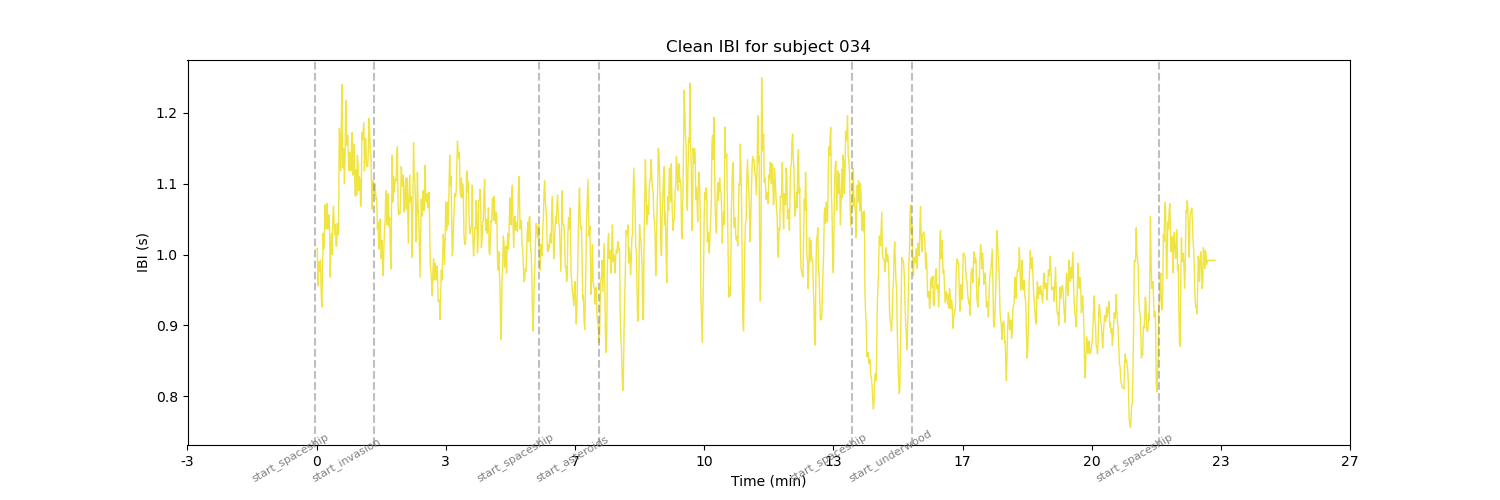 Clean IBI for subject 034
IBI (s)
1.2
1.1
1.0
0.9
0.8
-3 0 3 7 10 13 17 20 23 27
start_spaceship start_invasion start_spaceship start_asteroids start_spaceship start_underwood start_spaceship
Time (min)